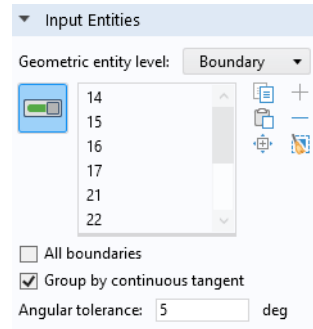 Input Entities
Geometric entity level: Boundary
14
15
16
17
21
22
All boundaries
Group by continuous tangent
Angular tolerance: 5 deg